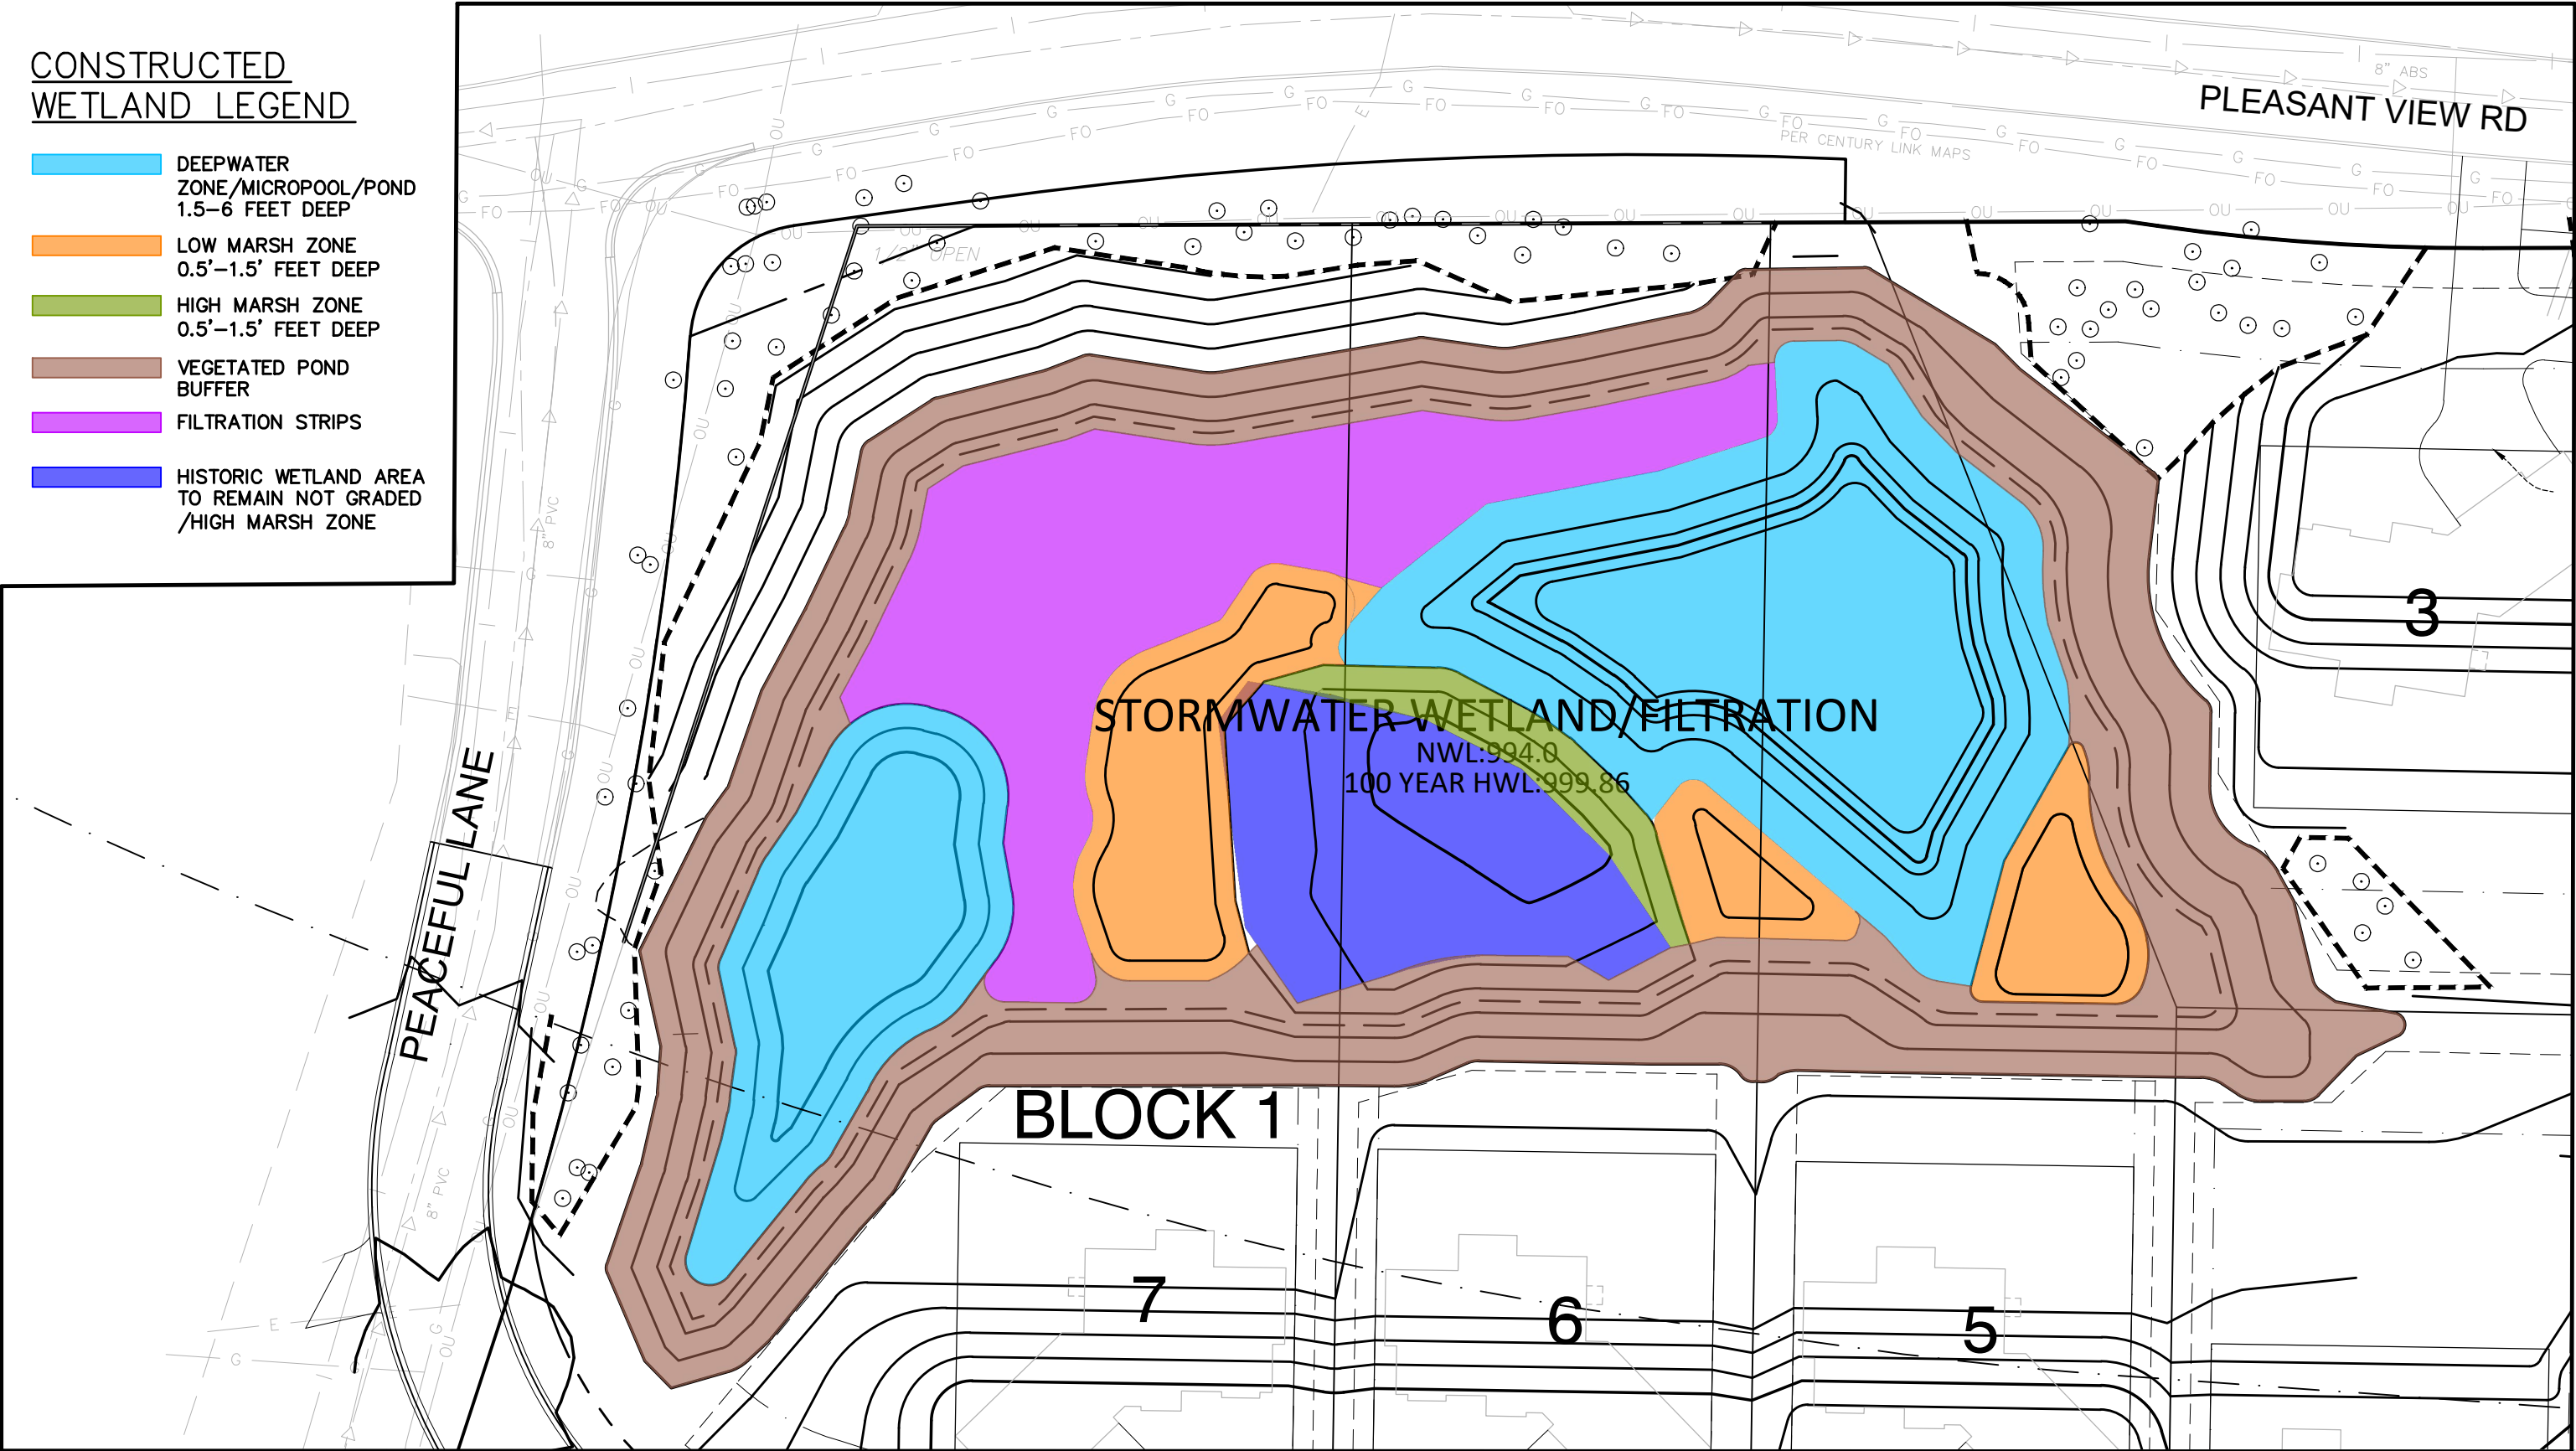 CONSTRUCTED
WETLAND LEGEND
DEEPWATER
ZONE/MICROPOOL/POND
1.5-6 FEET DEEP
LOW MARSH ZONE
0.5'-1.5' FEET DEEP
HIGH MARSH ZONE
0.5'-1.5' FEET DEEP
VEGETATED POND
BUFFER
FILTRATION STRIPS
HISTORIC WETLAND AREA
TO REMAIN NOT GRADED
/HIGH MARSH ZONE
8" ABS
PLEASANT VIEW RD
PER CENTURY LINK MAPS
1/2" OPEN
8" PVC
3
STORMWATER WETLAND/FILTRATION
NWL:994.0
100 YEAR HWL:999.86
PEACEFUL LANE
BLOCK 1
8" PVC
7
6
5